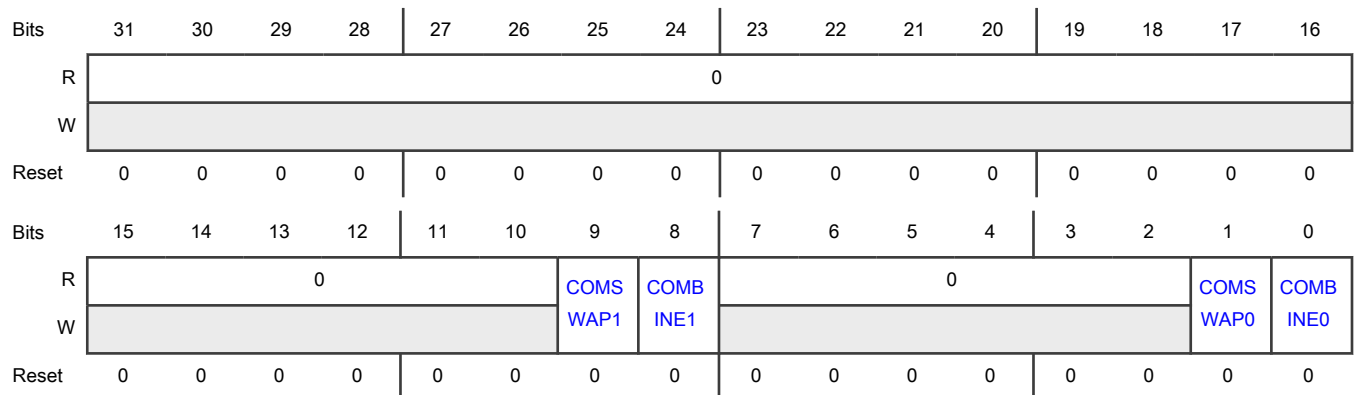 Bits 31 30 29 28 27 26 25 24 23 22 21 20 19 18 17 16
R 0
W
Reset 0 0 0 0 0 0 0 0 0 0 0 0 0 0 0 0
Bits 15 14 13 12 11 10 9 8 7 6 5 4 3 2 1 0
R 0 COMS COMB 0 COMS COMB
W WAP1 INE1 WAP0 INE0
Reset 0 0 0 0 0 0 0 0 0 0 0 0 0 0 0 0